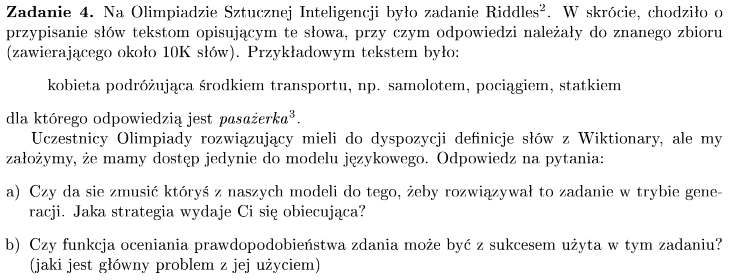 Zadanie 4. Na Olimpiadzie Sztucznej Inteligencji było zadanie Riddles². W skrócie, chodziło o
przypisanie słów tekstom opisującym te słowa, przy czym odpowiedzi należały do znanego zbioru
(zawierającego około 10K słów). Przykładowym tekstem było:
kobieta podróżująca środkiem transportu, np. samolotem, pociągiem, statkiem
dla którego odpowiedzią jest pasażerka³.
Uczestnicy Olimpiady rozwiązujący mieli do dyspozycji definicje słów z Wiktionary, ale my
założymy, że mamy dostęp jedynie do modelu językowego. Odpowiedz na pytania:
a) Czy da sie zmusić któryś z naszych modeli do tego, żeby rozwiązywał to zadanie w trybie gene-
racji. Jaka strategia wydaje Ci się obiecująca?
b) Czy funkcja oceniania prawdopodobieństwa zdania może być z sukcesem użyta w tym zadaniu?
(jaki jest główny problem z jej użyciem)